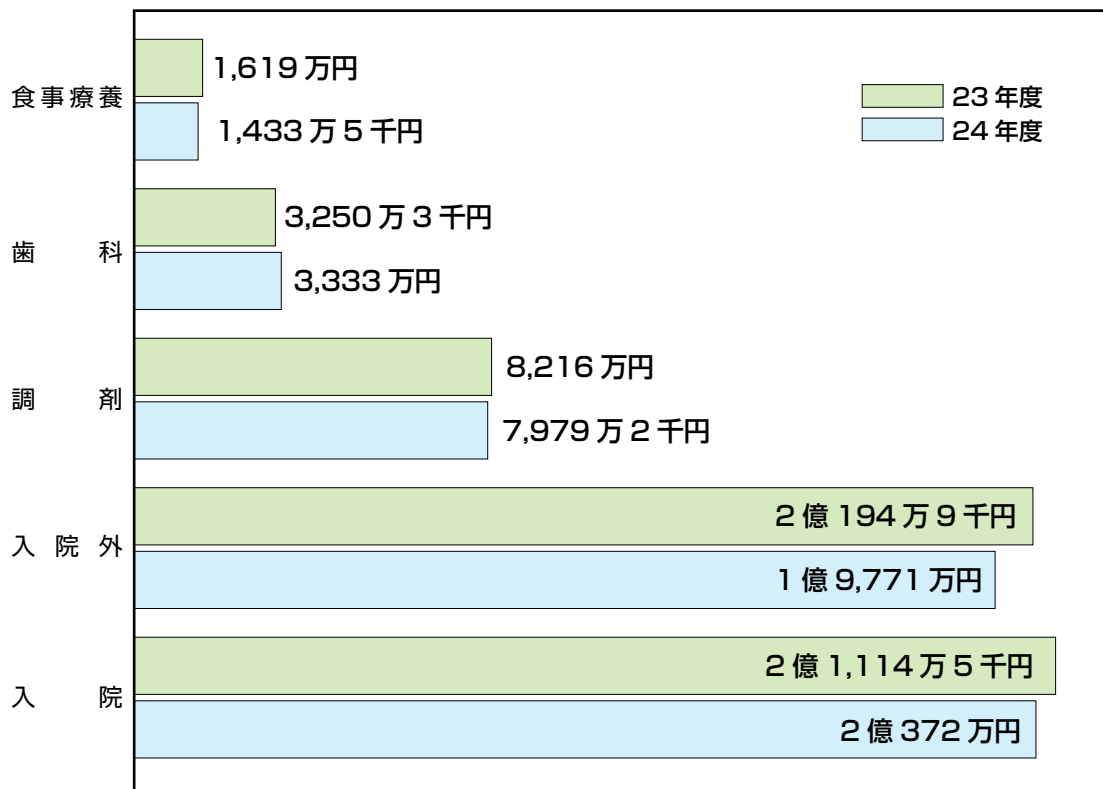 食事療養
1,619万円
1,433万5千円
23年度
24年度
歯科
3,250万3千円
3,333万円
調剤
8,216万円
7,979万2千円
入院外
2億194万9千円
1億9,771万円
入院
2億1,114万5千円
2億372万円